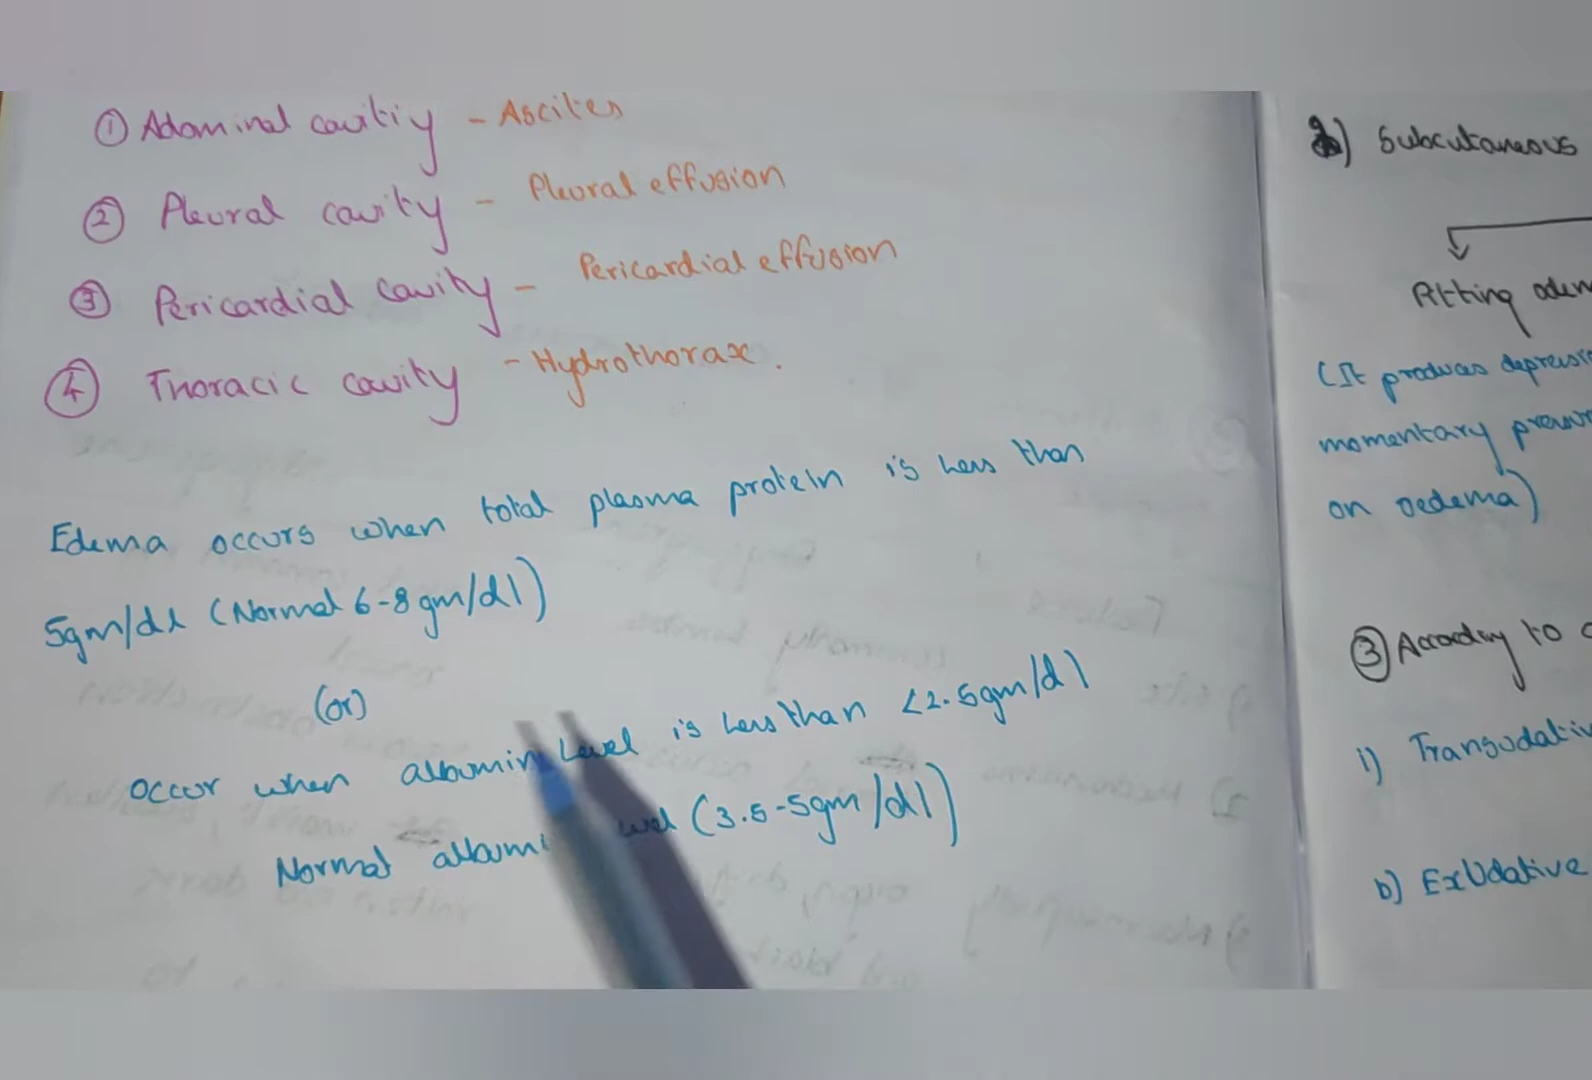 ① Adominal cavitiy - Ascites
② Pleural cavity - Pleural effusion
③ Pericardial cavity - Pericardial effusion
④ Thoracic cavity - Hydrothorax.
Edema occurs when total plasma protein is less than
5gm/dl (Normal 6-8 gm/dl)
(or)
occur when albumin level is less than <2.5gm/dl
Normal (3.5-5gm/dl)
2) Subcutaneous
Pitting
(It produces
momentary
on oedema)
③ According to
i) 
b) Exudative